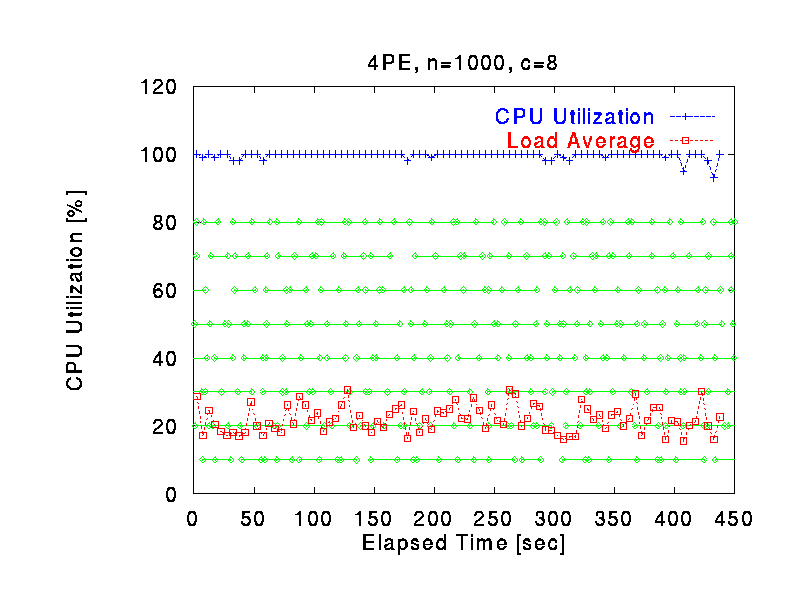 4PE, n=1000, c=8
120
CPU Utilization
Load Average
100
80
60
40
20
0
CPU Utilization [%]
0 50 100 150 200 250 300 350 400 450
Elapsed Time [sec]